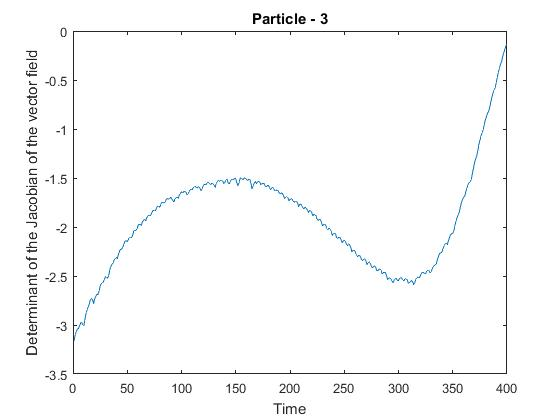 Particle - 3
Determinant of the Jacobian of the vector field
0
-0.5
-1
-1.5
-2
-2.5
-3
-3.5
0 50 100 150 200 250 300 350 400
Time